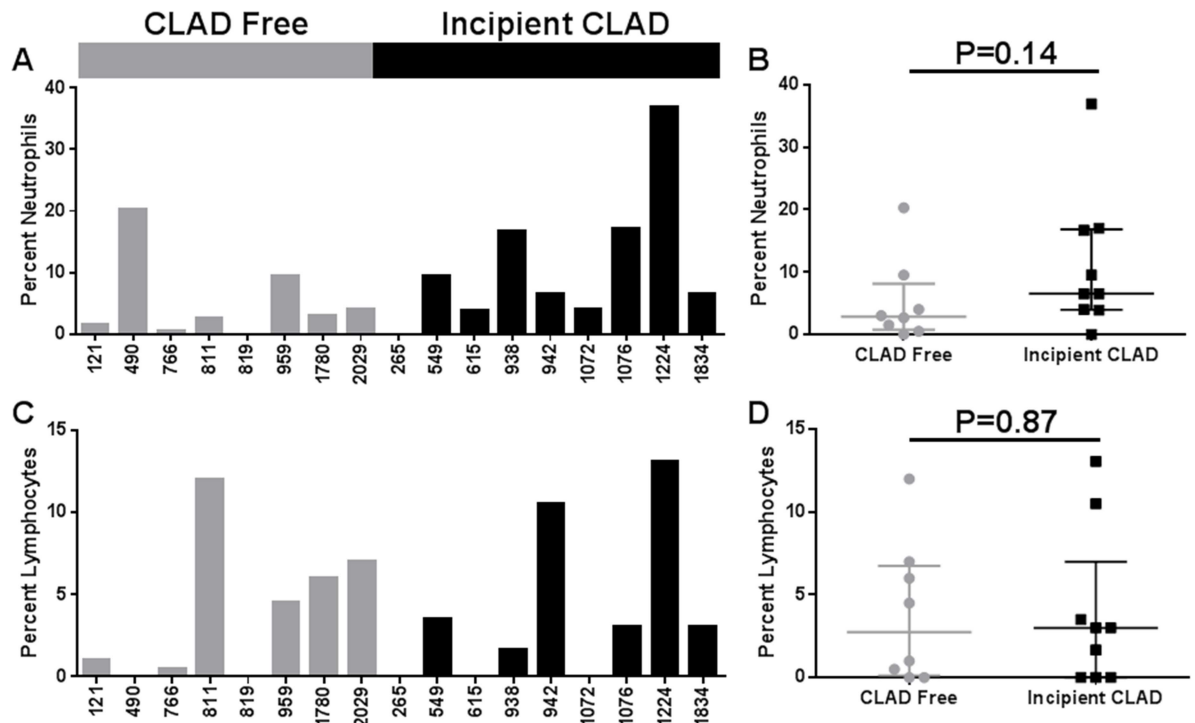 CLAD Free Incipient CLAD
A
Percent Neutrophils
40
30
20
10
0
121 490 766 811 819 959 1780 2029 265 549 615 938 942 1072 1076 1224 1834
B
P=0.14
Percent Neutrophils
40
30
20
10
0
CLAD Free Incipient CLAD
C
Percent Lymphocytes
15
10
5
0
121 490 766 811 819 959 1780 2029 265 549 615 938 942 1072 1076 1224 1834
D
P=0.87
Percent Lymphocytes
15
10
5
0
CLAD Free Incipient CLAD